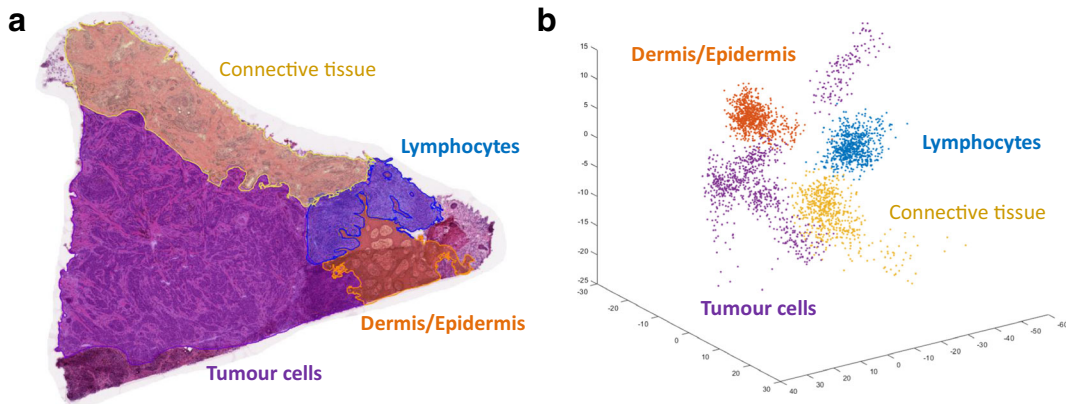 a
Connective tissue
Lymphocytes
Dermis/Epidermis
Tumour cells
b
Dermis/Epidermis
Lymphocytes
Connective tissue
Tumour cells
15
10
5
0
-5
-10
-15
-20
-25
-30
-20
-10
0
10
20
30
40
30
20
10
0
-10
-20
-30
-40
-50
-60